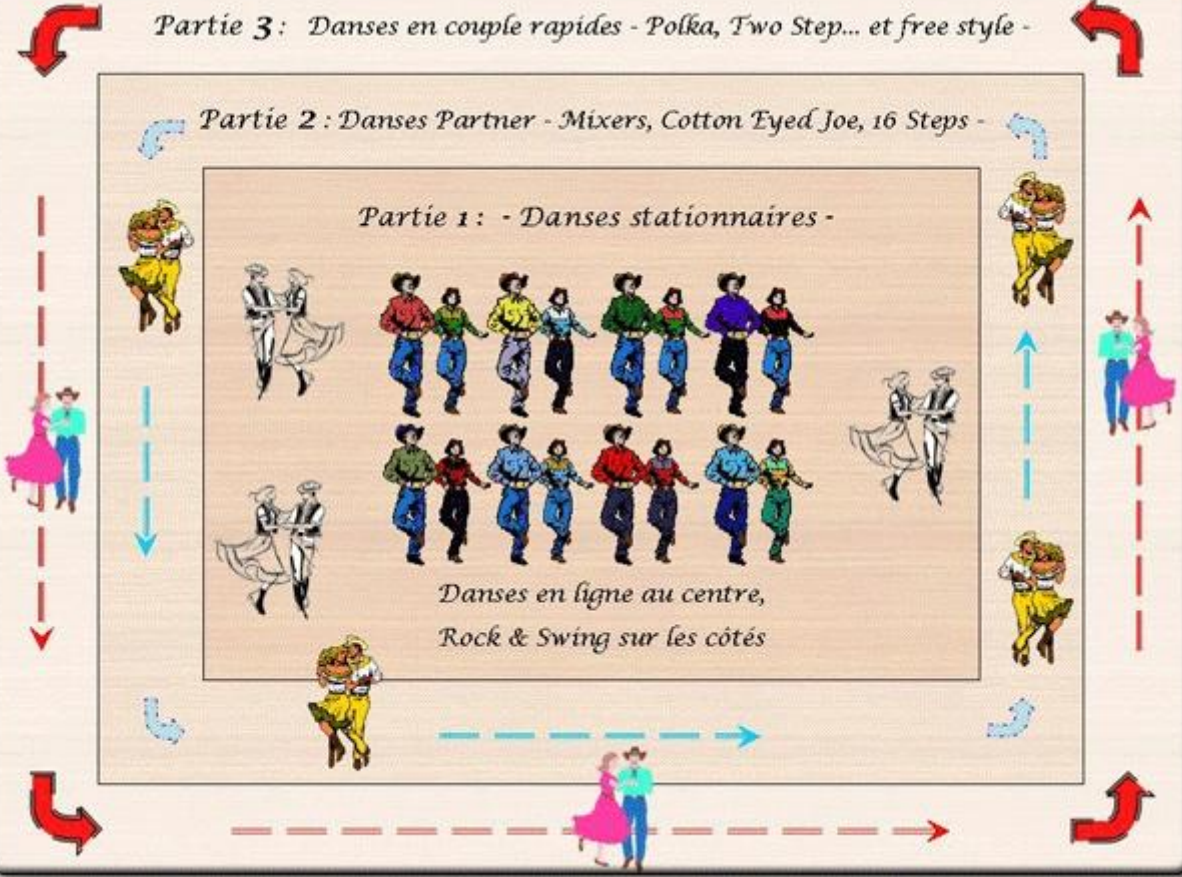 Partie 3 : Danses en couple rapides - Polka, Two Step... et free style -
Partie 2 : Danses Partner - Mixers, Cotton Eyed Joe, 16 Steps -
Partie 1 : - Danses stationnaires -
Danses en ligne au centre,
Rock & Swing sur les côtés